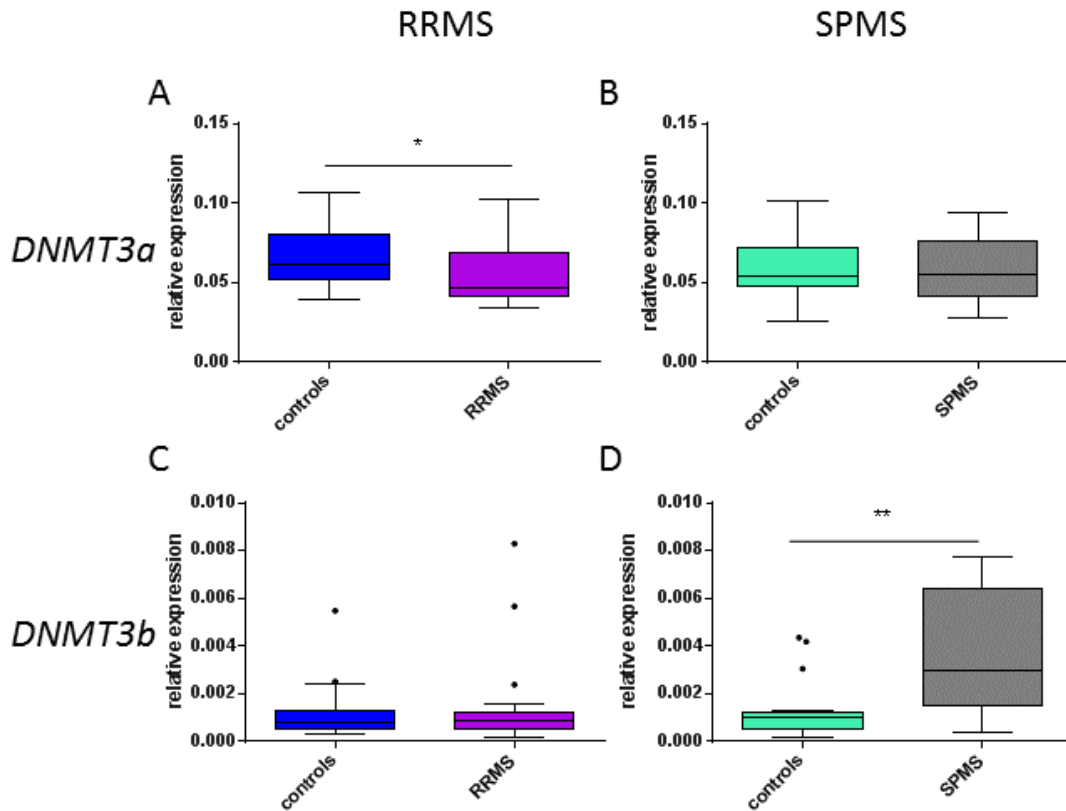 RRMS SPMS
A B
DNMT3a
relative expression
0.15
0.10
0.05
0.00
*
controls
RRMS
relative expression
0.15
0.10
0.05
0.00
controls
SPMS
C D
DNMT3b
relative expression
0.010
0.008
0.006
0.004
0.002
0.000
controls
RRMS
relative expression
0.010
0.008
0.006
0.004
0.002
0.000
**
controls
SPMS